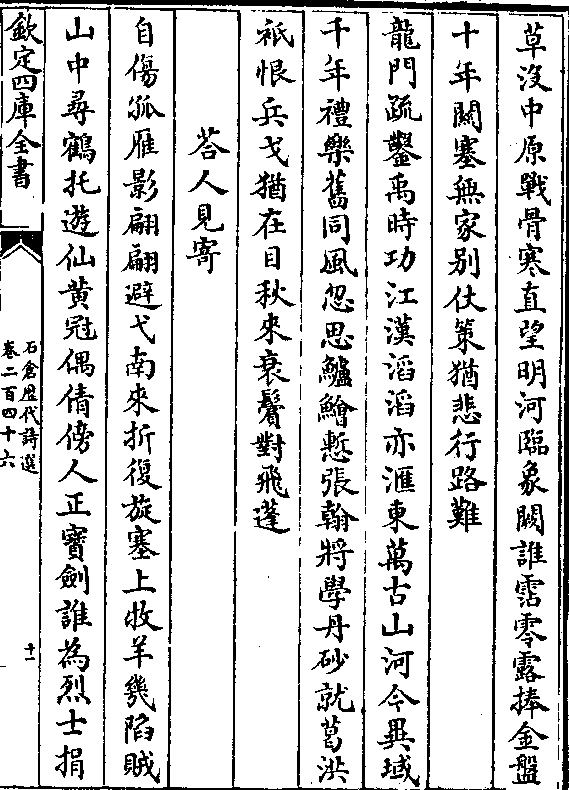 草沒中原戰骨寒直望明河臨象闕誰霑零露捧金盤
十年關塞無家别仗策猶悲行路難
龍門疏鑿禹時功江漢滔滔亦滙東萬古山河今異域
千年禮樂舊同風忽思鱸鱠慙張翰將學丹砂就葛洪
祇恨兵戈猶在目秋來衰鬢對飛蓬
荅人見寄
自傷孤雁影翩翩避弋南來折復旋塞上牧羊幾陷賊
山中尋鶴托遊仙黄冠偶倩傍人正寳劍誰為烈士捐
欽定四庫全書
石倉歴代詩選
卷二百四十六
十一